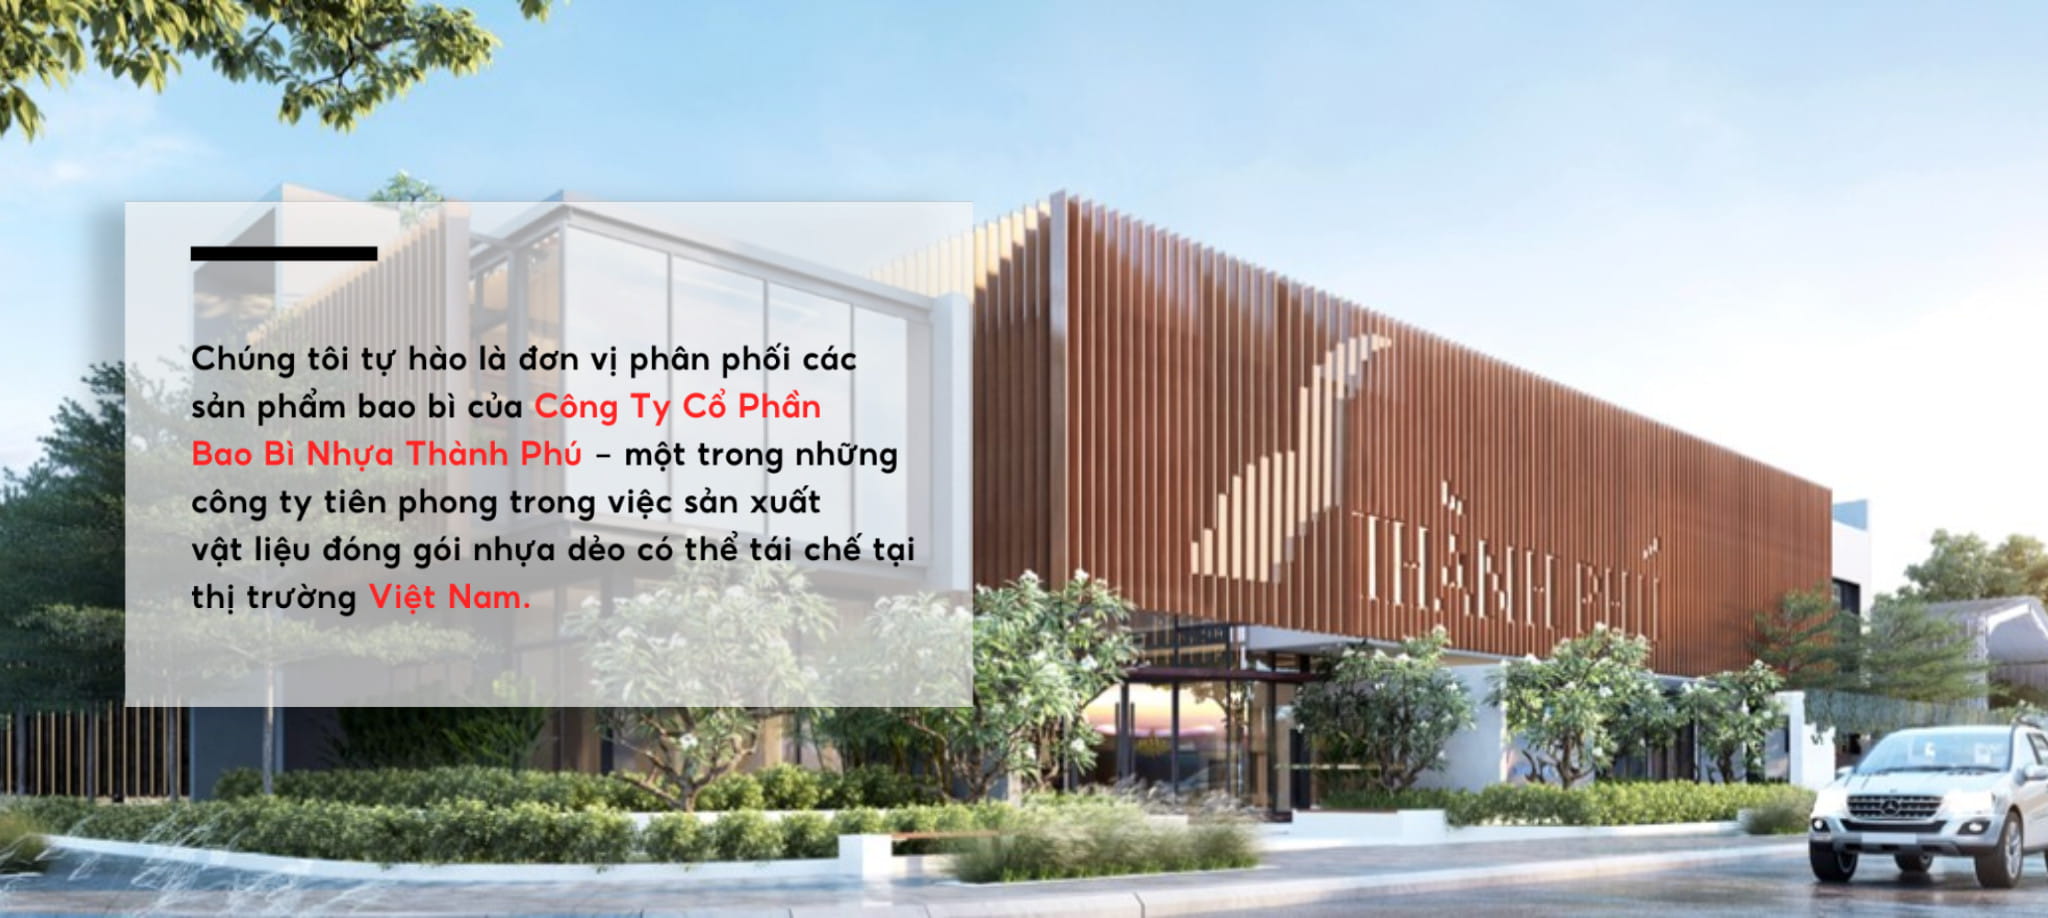 Chúng tôi tự hào là đơn vị phân phối các
sản phẩm bao bì của Công Ty Cổ Phần
Bao Bì Nhựa Thành Phú – một trong những
công ty tiên phong trong việc sản xuất
vật liệu đóng gói nhựa dẻo có thể tái chế tại
thị trường Việt Nam.
THÀNH PHÚ